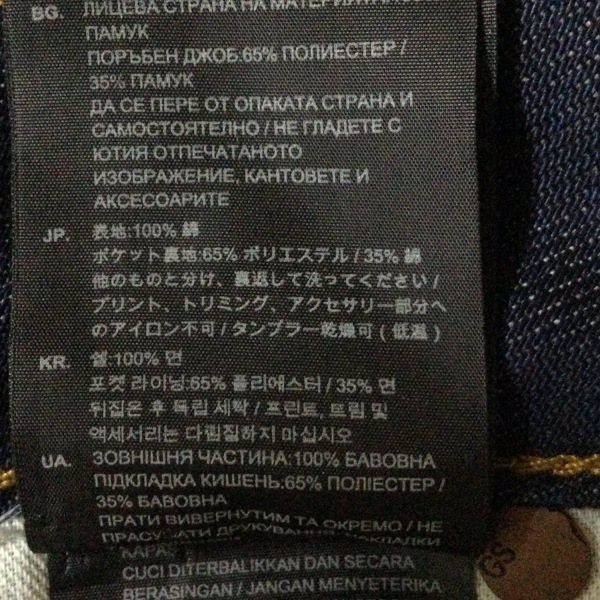 BG. ЛИЦЕВА СТРАНА НА
ПАМУК
ПОРЪБЕН ДЖОБ:65% ПОЛИЕСТЕР /
35% ПАМУК
ДА СЕ ПЕРЕ ОТ ОПАКАТА СТРАНА И
САМОСТОЯТЕЛНО / НЕ ГЛАДЕТЕ С
ЮТИЯ ОТПЕЧАТАНОТО
ИЗОБРАЖЕНИЕ, КАНТОВЕТЕ И
АКСЕСОАРИТЕ
JP. 表地:100% 綿
ポケット裏地:65% ポリエステル / 35% 綿
他のものと分け、裏返して洗ってください /
プリント、トリミング、アクセサリー部分へ
のアイロン不可 / タンブラー乾燥可 (低温)
KR. 쉘:100% 면
포켓 라이닝:65% 폴리에스터 / 35% 면
뒤집은 후 독립 세탁 / 프린트, 트림 및
액세서리는 다림질하지 마십시오
UA. ЗОВНІШНЯ ЧАСТИНА:100% БАВОВНА
ПІДКЛАДКА КИШЕНЬ:65% ПОЛІЕСТЕР /
35% БАВОВНА
ПРАТИ ВИВЕРНУТИМ ТА ОКРЕМО / НЕ
ПРАСУВАТИ ДРУКУВАННЯ
CUCI DITERBALIKKAN DAN SECARA
BERASINGAN / JANGAN MENYETERIKA
GS